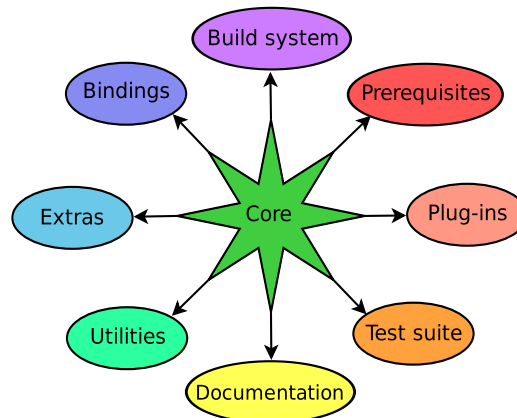 Build system
Bindings
Prerequisites
Extras
Core
Plug-ins
Utilities
Test suite
Documentation